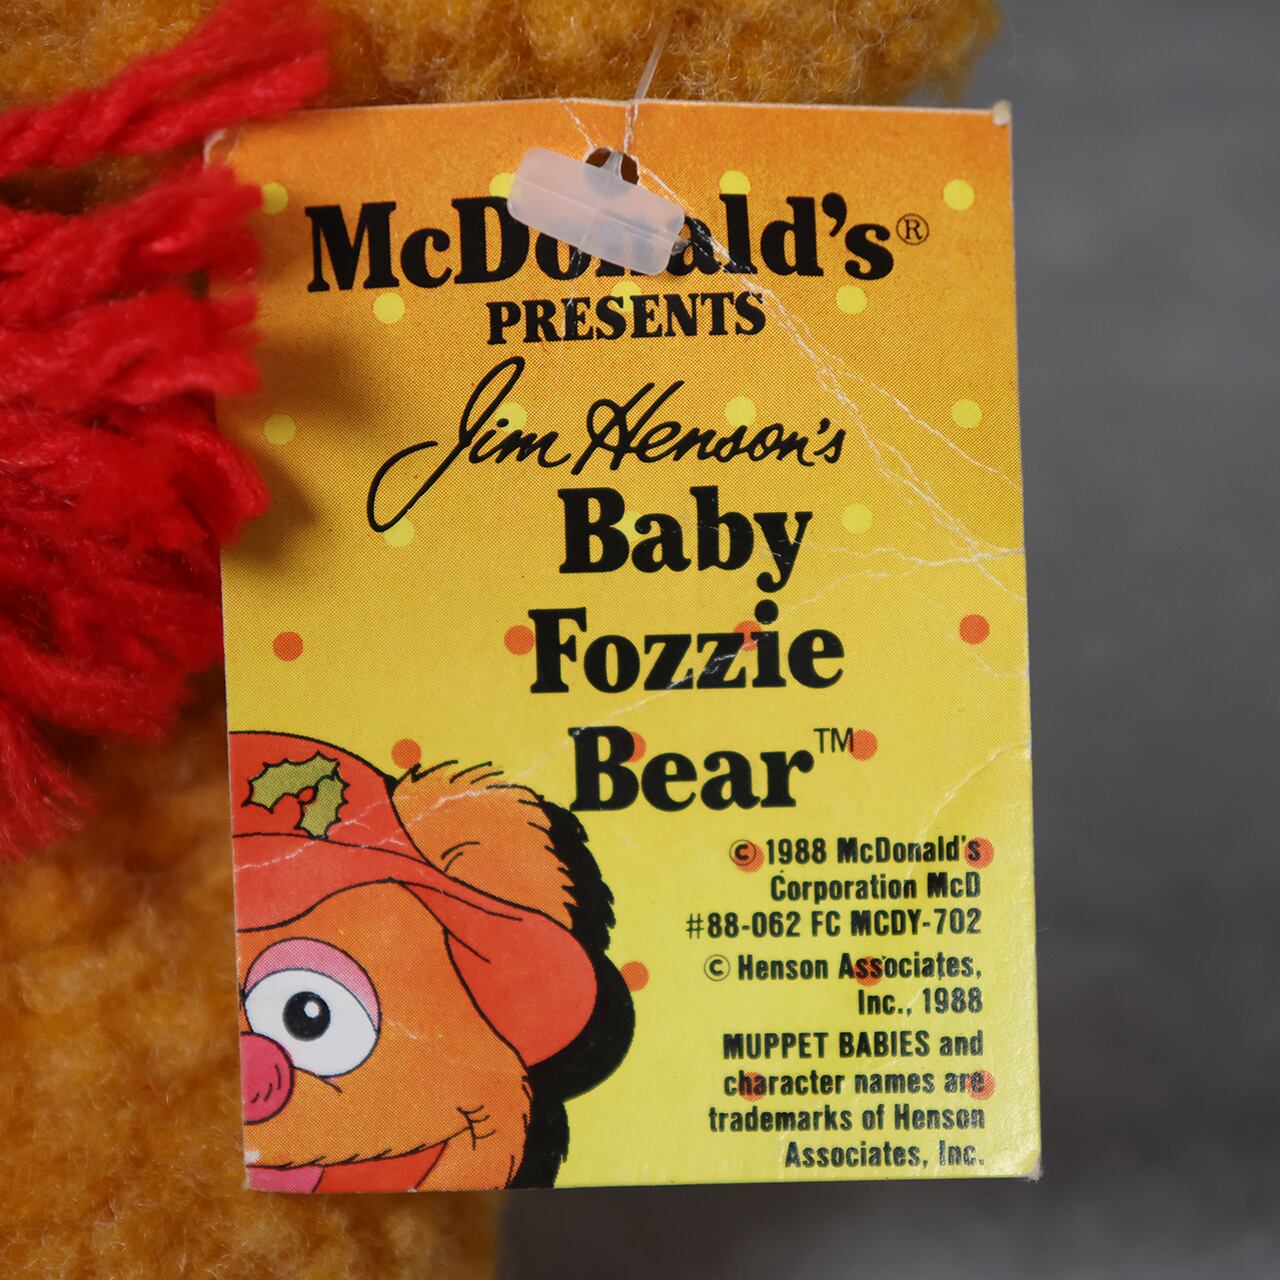 McDonald's®
PRESENTS
Jim Henson's
Baby
Fozzie
Bear™
© 1988 McDonald's
Corporation McD
#88-062 FC MCDY-702
© Henson Associates,
Inc., 1988
MUPPET BABIES and
character names are
trademarks of Henson
Associates, Inc.